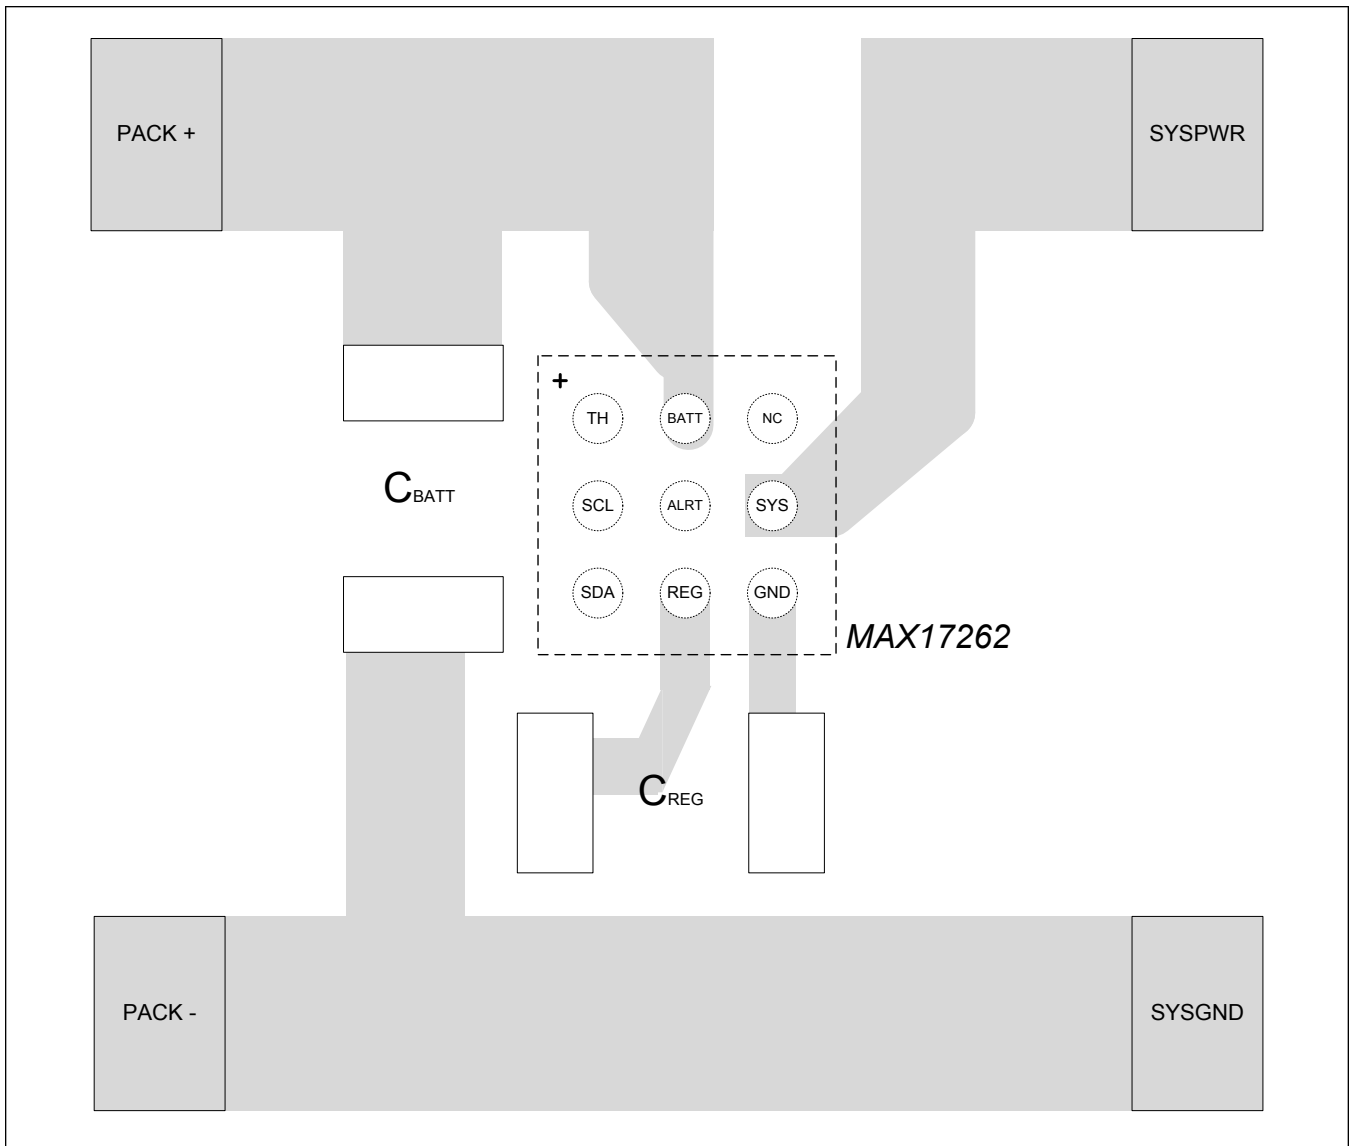 PACK +
SYSPWR
+
TH BATT NC
CBATT
SCL ALRT SYS
SDA REG GND
MAX17262
CREG
PACK -
SYSGND